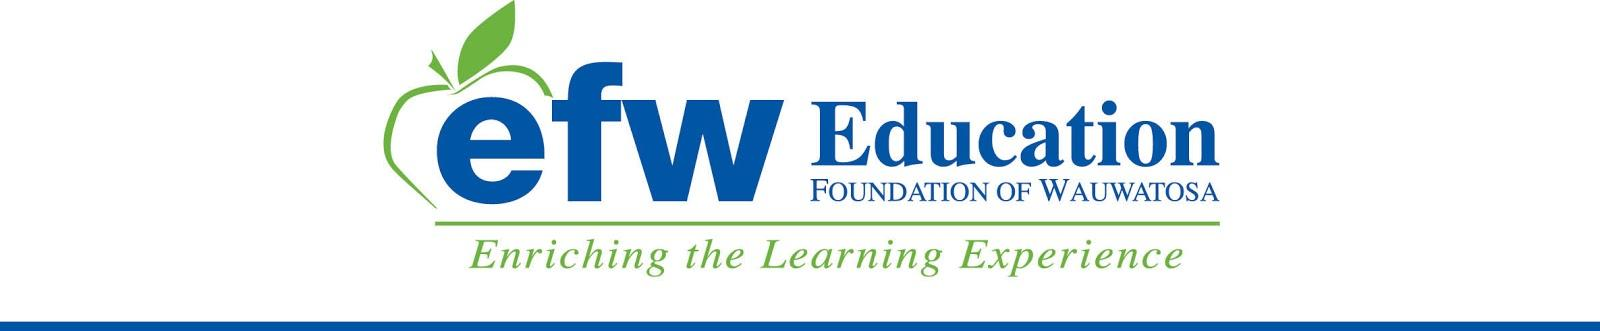 efw Education
FOUNDATION OF WAUWATOSA
Enriching the Learning Experience